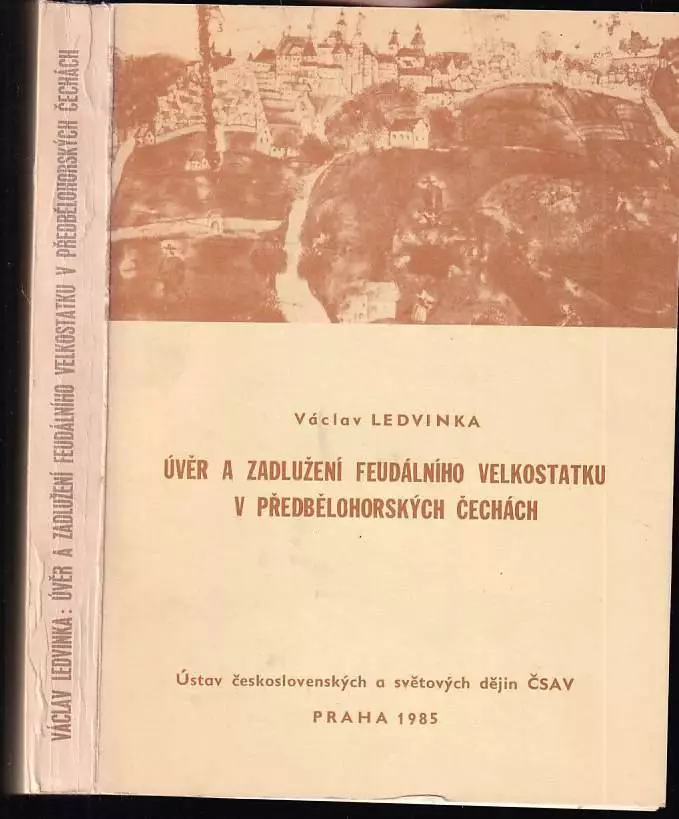 VÁCLAV LEDVINKA: ÚVĚR A ZADLUŽENÍ FEUDÁLNÍHO VELKOSTATKU V PŘEDBĚLOHORSKÝCH ČECHÁCH
Václav LEDVINKA
ÚVĚR A ZADLUŽENÍ FEUDÁLNÍHO VELKOSTATKU
V PŘEDBĚLOHORSKÝCH ČECHÁCH
Ústav československých a světových dějin ČSAV
PRAHA 1985